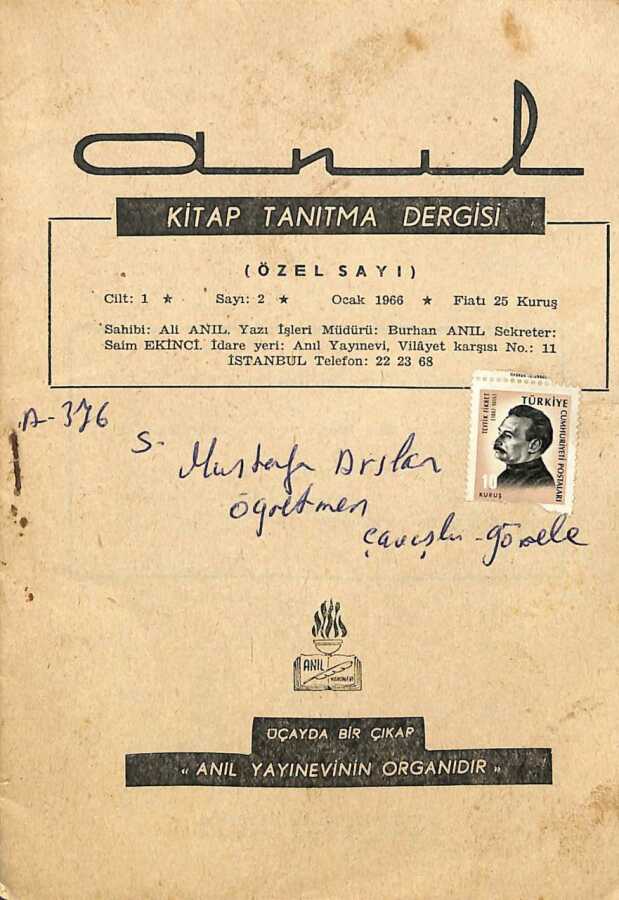 anıl
KİTAP TANITMA DERGİSİ
(ÖZEL SAYI)
Cilt: 1 ★ Sayı: 2 ★ Ocak 1966 ★ Fiatı 25 Kuruş
Sahibi: Ali ANIL, Yazı İşleri Müdürü: Burhan ANIL Sekreter:
Saim EKİNCİ. İdare yeri: Anıl Yayınevi, Vilâyet karşısı No.: 11
İSTANBUL Telefon: 22 23 68
TÜRKİYE
CUMHURİYETİ POSTALARI
TEVFİK FİKRET
10
KURUŞ
A-376
S. Mustafa Arslan
Öğretmen
Çavuşlu - Görele
ANIL
YAYINEVİ
ÜÇAYDA BİR ÇIKAR
« ANIL YAYINEVİNİN ORGANIDIR »